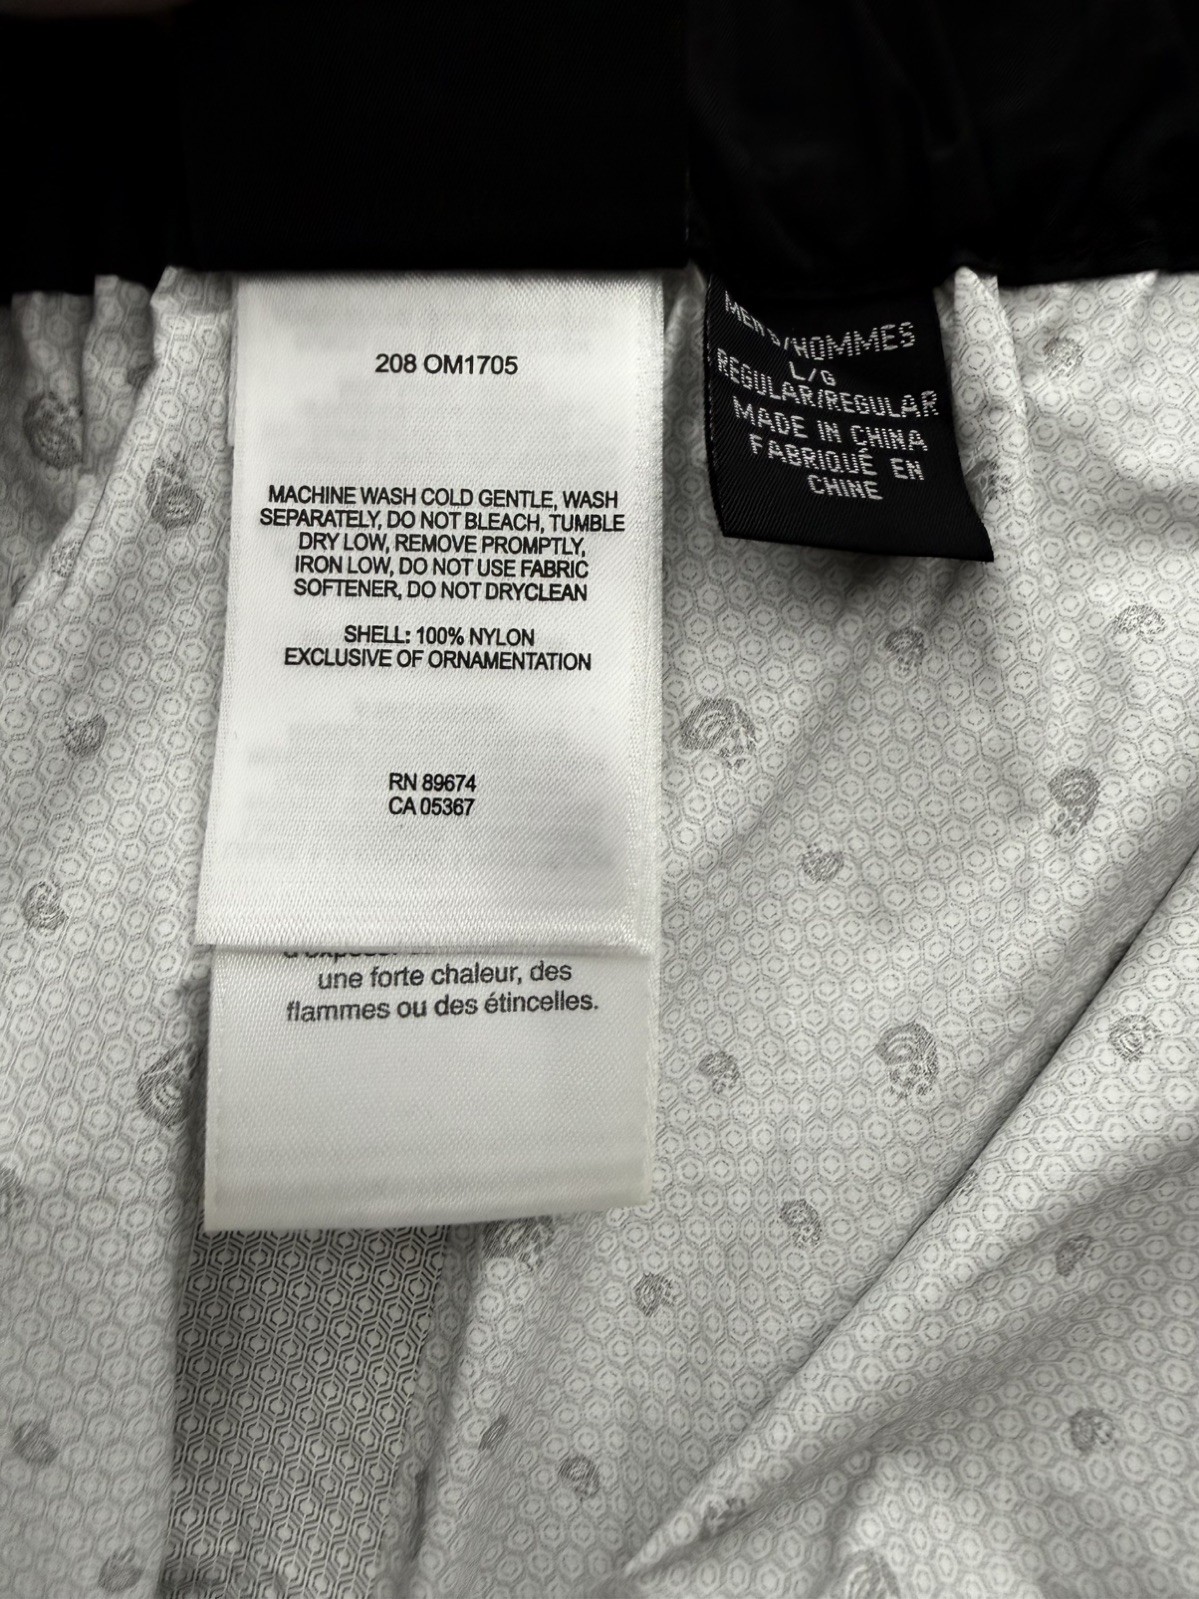 208 OM1705
MACHINE WASH COLD GENTLE, WASH
SEPARATELY, DO NOT BLEACH, TUMBLE
DRY LOW, REMOVE PROMPTLY,
IRON LOW, DO NOT USE FABRIC
SOFTENER, DO NOT DRYCLEAN
SHELL: 100% NYLON
EXCLUSIVE OF ORNAMENTATION
RN 89674
CA 05367
une forte chaleur, des
flammes ou des étincelles.
MEN'S/HOMMES
L/G
REGULAR/REGULAR
MADE IN CHINA
FABRIQUÉ EN
CHINE